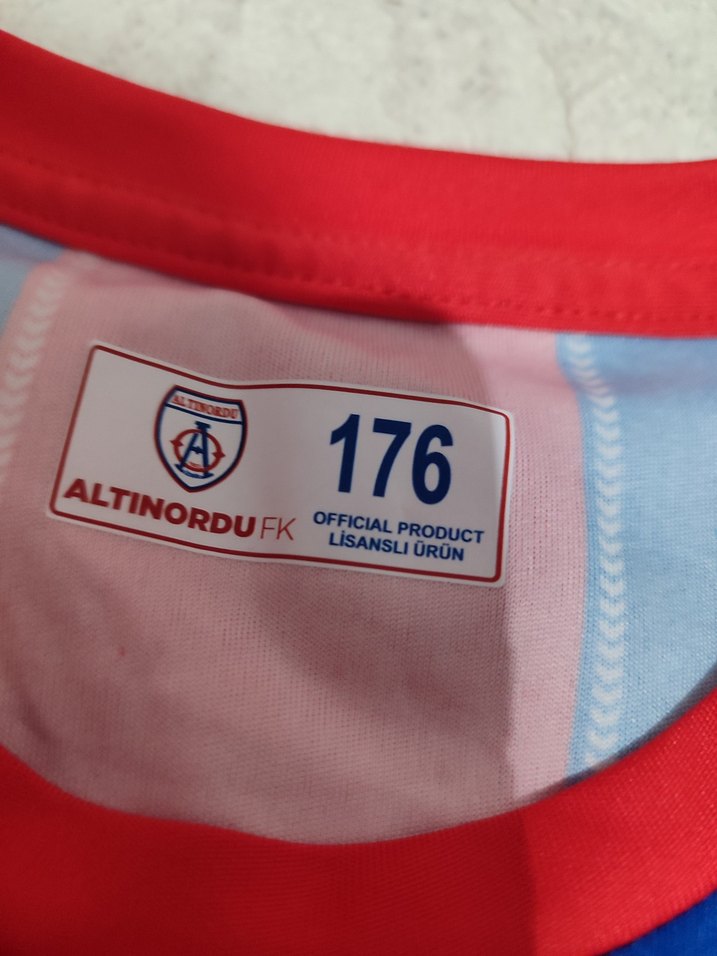 ALTINORDU
ALTINORDU FK
176
OFFICIAL PRODUCT
LİSANSLI ÜRÜN